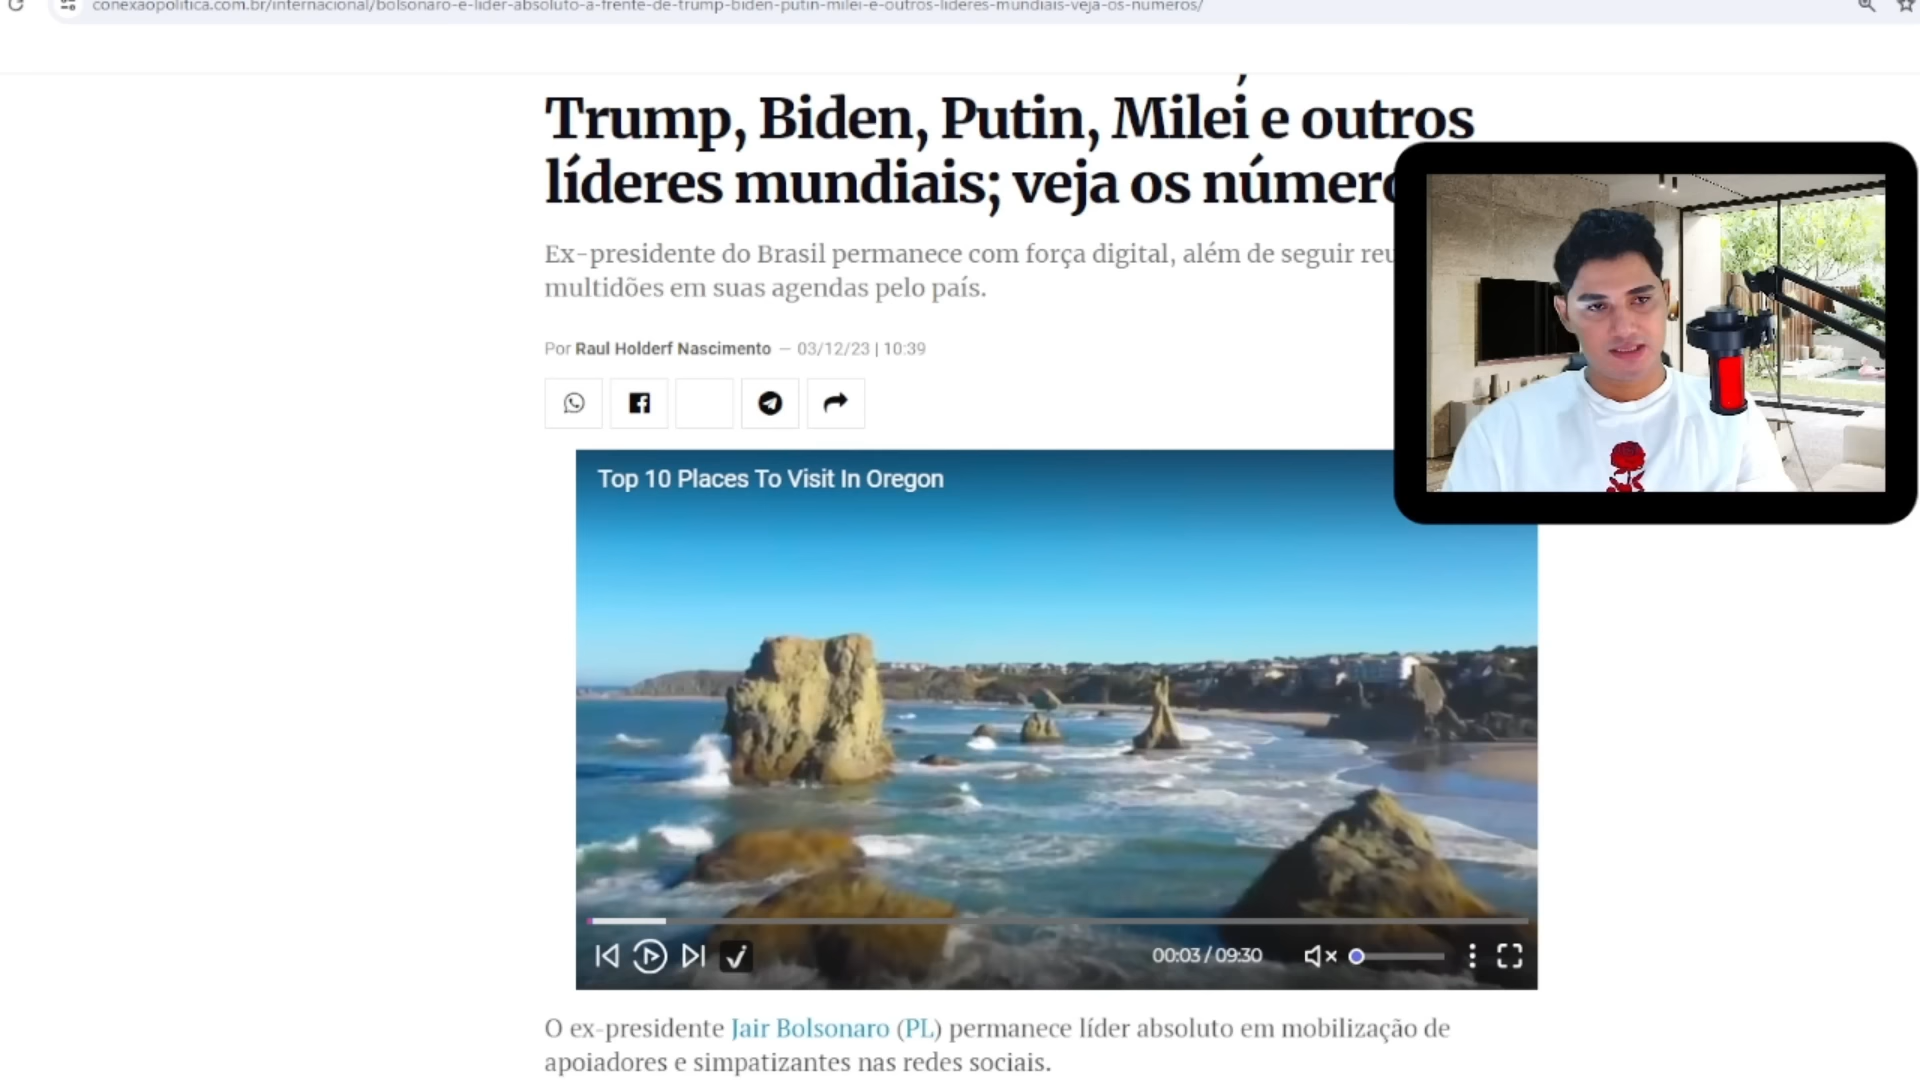 conexaopolitica.com.br/internacional/bolsonaro-e-lider-absoluto-a-frente-de-trump-biden-putin-milei-e-outros-lideres-mundiais-veja-os-numeros/
Trump, Biden, Putin, Milei e outros
líderes mundiais; veja os número
Ex-presidente do Brasil permanece com força digital, além de seguir reu
multidões em suas agendas pelo país.
Por Raul Holderf Nascimento — 03/12/23 | 10:39
Top 10 Places To Visit In Oregon
00:03 / 09:30
O ex-presidente Jair Bolsonaro (PL) permanece líder absoluto em mobilização de
apoiadores e simpatizantes nas redes sociais.